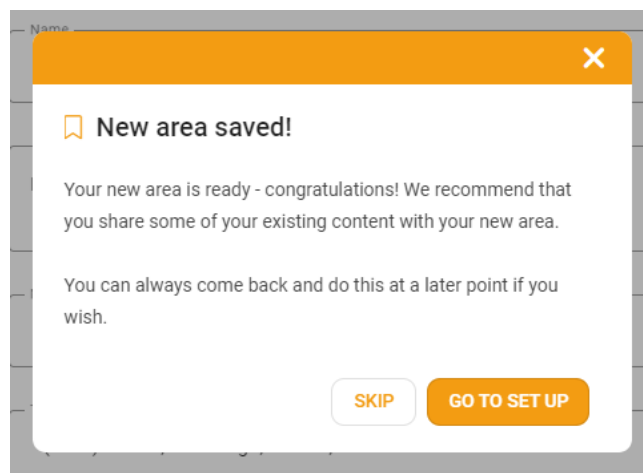 Name
New area saved!
Your new area is ready - congratulations! We recommend that
you share some of your existing content with your new area.
You can always come back and do this at a later point if you
wish.
SKIP
GO TO SET UP